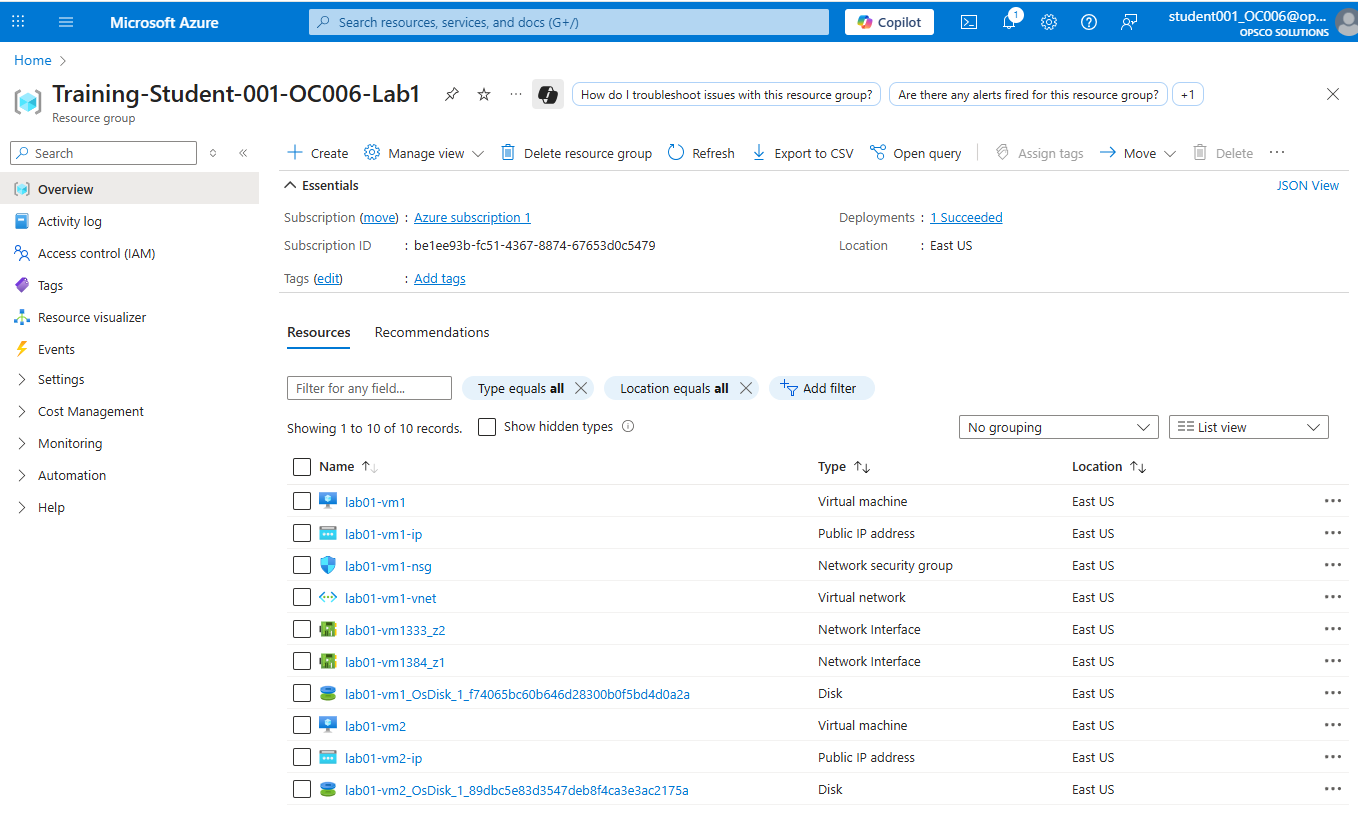 Microsoft Azure
Search resources, services, and docs (G+/)
Copilot
1
student001_OC006@op...
OPSCO SOLUTIONS
Home
Training-Student-001-OC006-Lab1
Resource group
How do I troubleshoot issues with this resource group?
Are there any alerts fired for this resource group?
+1
Search
Overview
Activity log
Access control (IAM)
Tags
Resource visualizer
Events
Settings
Cost Management
Monitoring
Automation
Help
Create Manage view Delete resource group Refresh Export to CSV Open query Assign tags Move Delete
Essentials JSON View
Subscription (move) : Azure subscription 1 Deployments : 1 Succeeded
Subscription ID : be1ee93b-fc51-4367-8874-67653d0c5479 Location : East US
Tags (edit) : Add tags
Resources Recommendations
Filter for any field... Type equals all Location equals all Add filter
Showing 1 to 10 of 10 records. Show hidden types No grouping List view
Name Type Location
lab01-vm1 Virtual machine East US
lab01-vm1-ip Public IP address East US
lab01-vm1-nsg Network security group East US
lab01-vm1-vnet Virtual network East US
lab01-vm1333_z2 Network Interface East US
lab01-vm1384_z1 Network Interface East US
lab01-vm1_OsDisk_1_f74065bc60b646d28300b0f5bd4d0a2a Disk East US
lab01-vm2 Virtual machine East US
lab01-vm2-ip Public IP address East US
lab01-vm2_OsDisk_1_89dbc5e83d3547deb8f4ca3e3ac2175a Disk East US